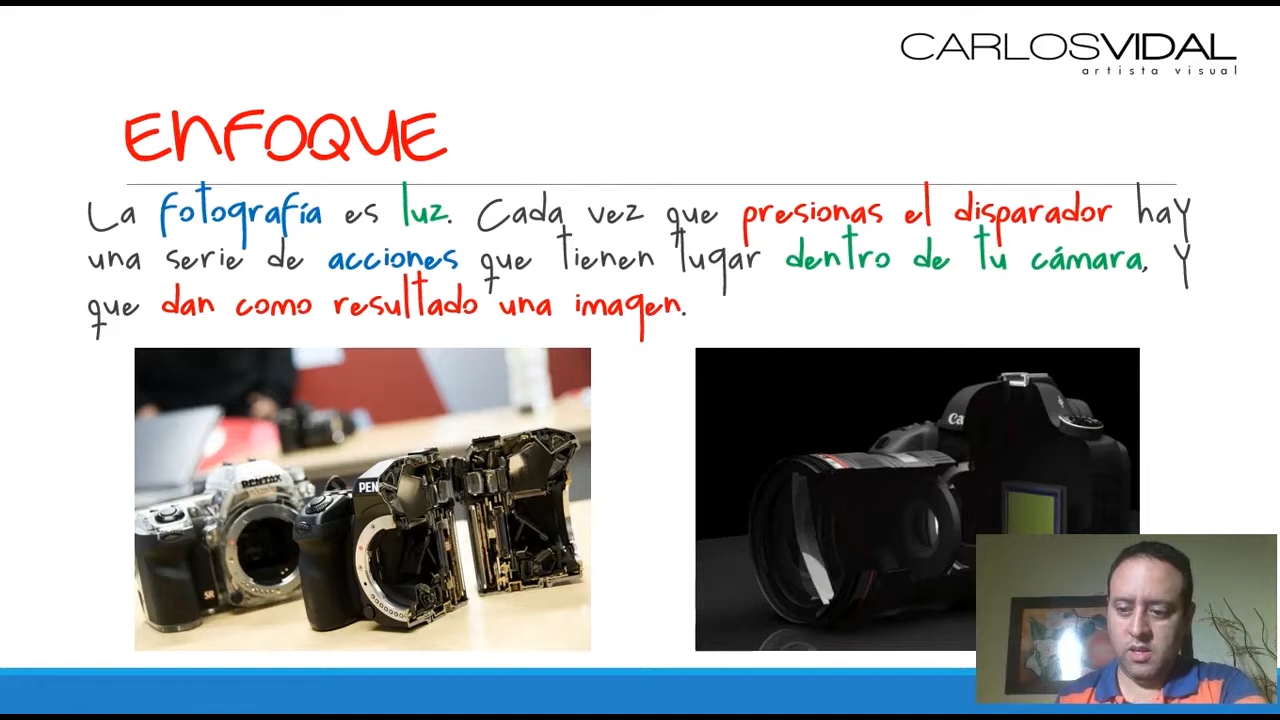 CARLOSVIDAL
artista visual
ENFOQUE
La fotografía es luz. Cada vez que presionas el disparador hay
una serie de acciones que tienen lugar dentro de tu cámara, y
que dan como resultado una imagen.
PENTAX
PEN
Ca
SR